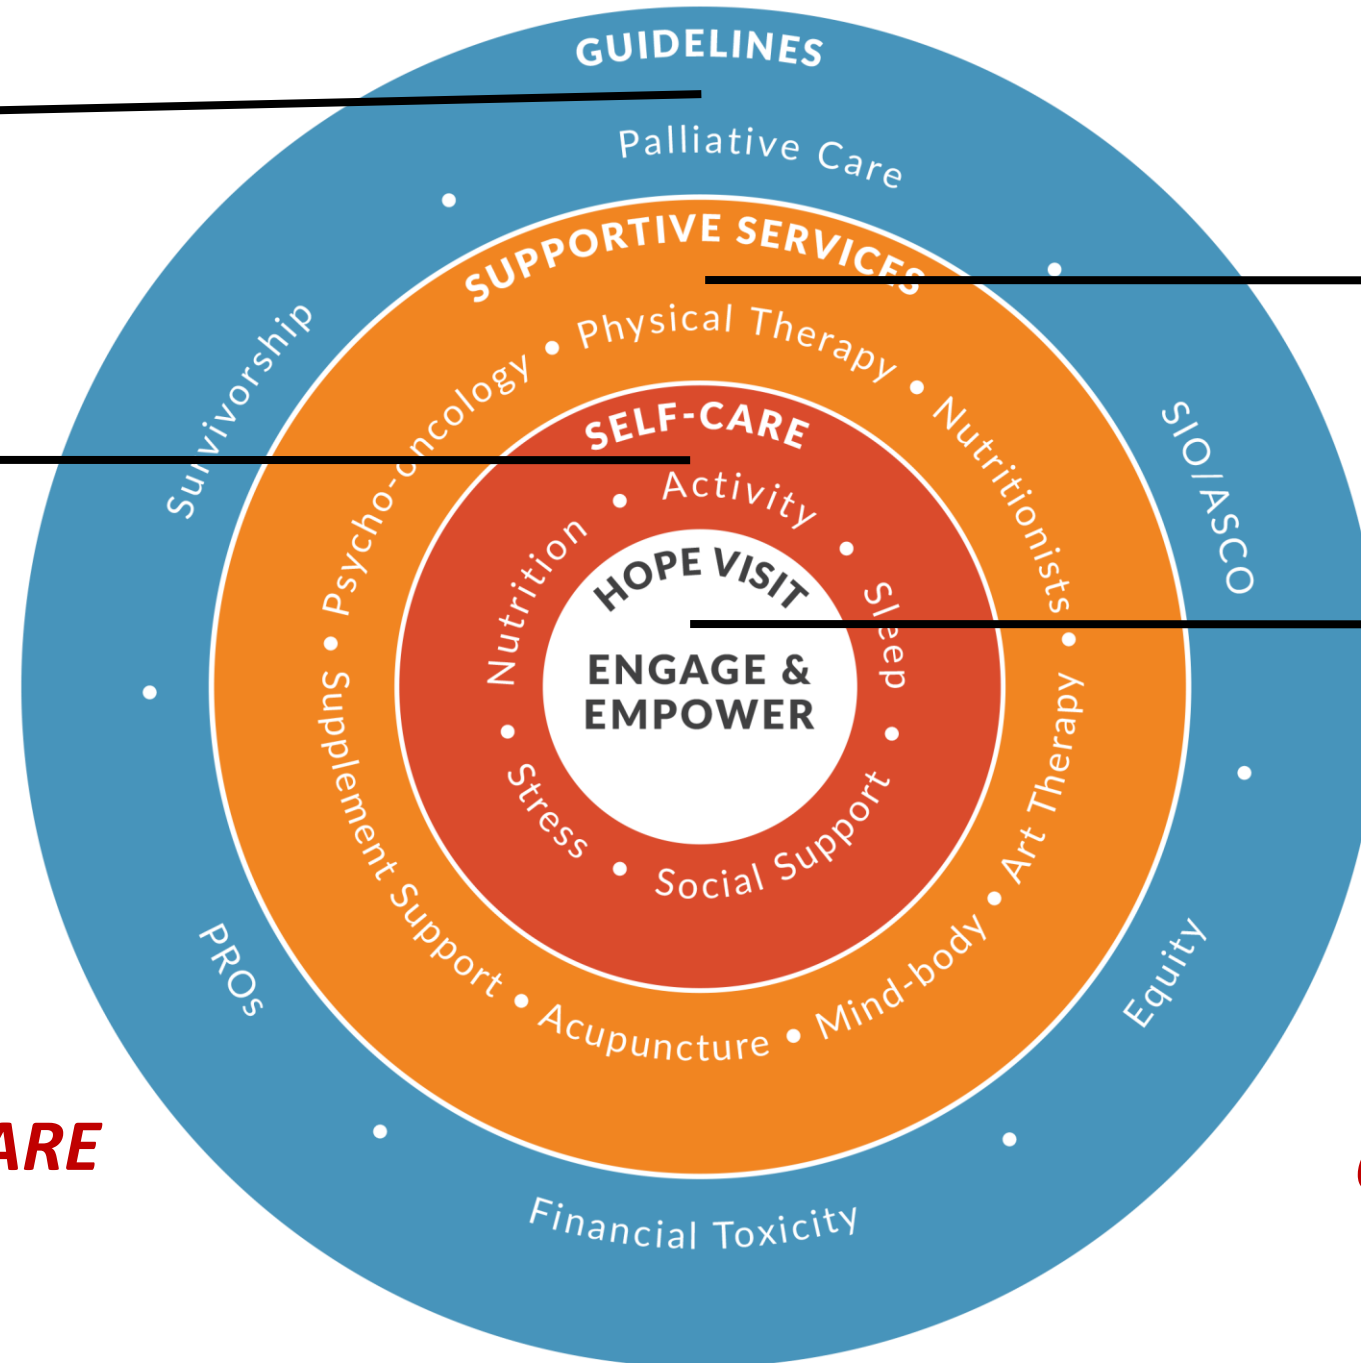 GUIDELINES
Palliative Care
SIO/ASCO
Equity
Financial Toxicity
PROs
Survivorship
SUPPORTIVE SERVICES
Physical Therapy
Nutritionists
Art Therapy
Mind-body
Acupuncture
Supplement Support
Psycho-oncology
SELF-CARE
Activity
Sleep
Social Support
Stress
Nutrition
HOPE VISIT
ENGAGE &
EMPOWER
ARE